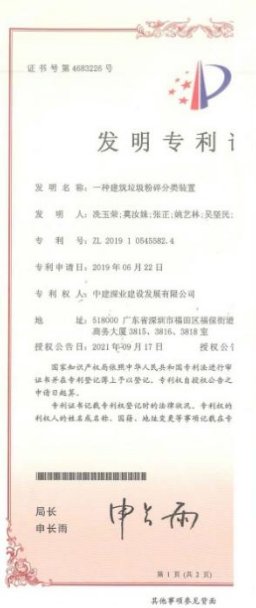 证书号第4683226号
发明专利
发明名称：一种建筑垃圾粉碎分类装置
发明人：冼玉荣;莫汝妹;张正;姚艺林;吴坚民;
专利号：ZL 2019 1 0545582.4
专利申请日：2019年06月22日
专利权人：中建深业建设发展有限公司
地址：518000 广东省深圳市福田区福保街道
商务大厦3815、3816、3818室
授权公告日：2021年09月17日 授权公
国家知识产权局依照中华人民共和国专利法进行审
证书并在专利登记簿上予以登记。专利权自授权公告之
申请日起算。
专利证书记载专利权登记时的法律状况。专利权的
利权人的姓名或名称、国籍、地址变更等事项记载在专
局长
申长雨
申长雨
第 1 页 (共 2 页)
其他事项参见背面